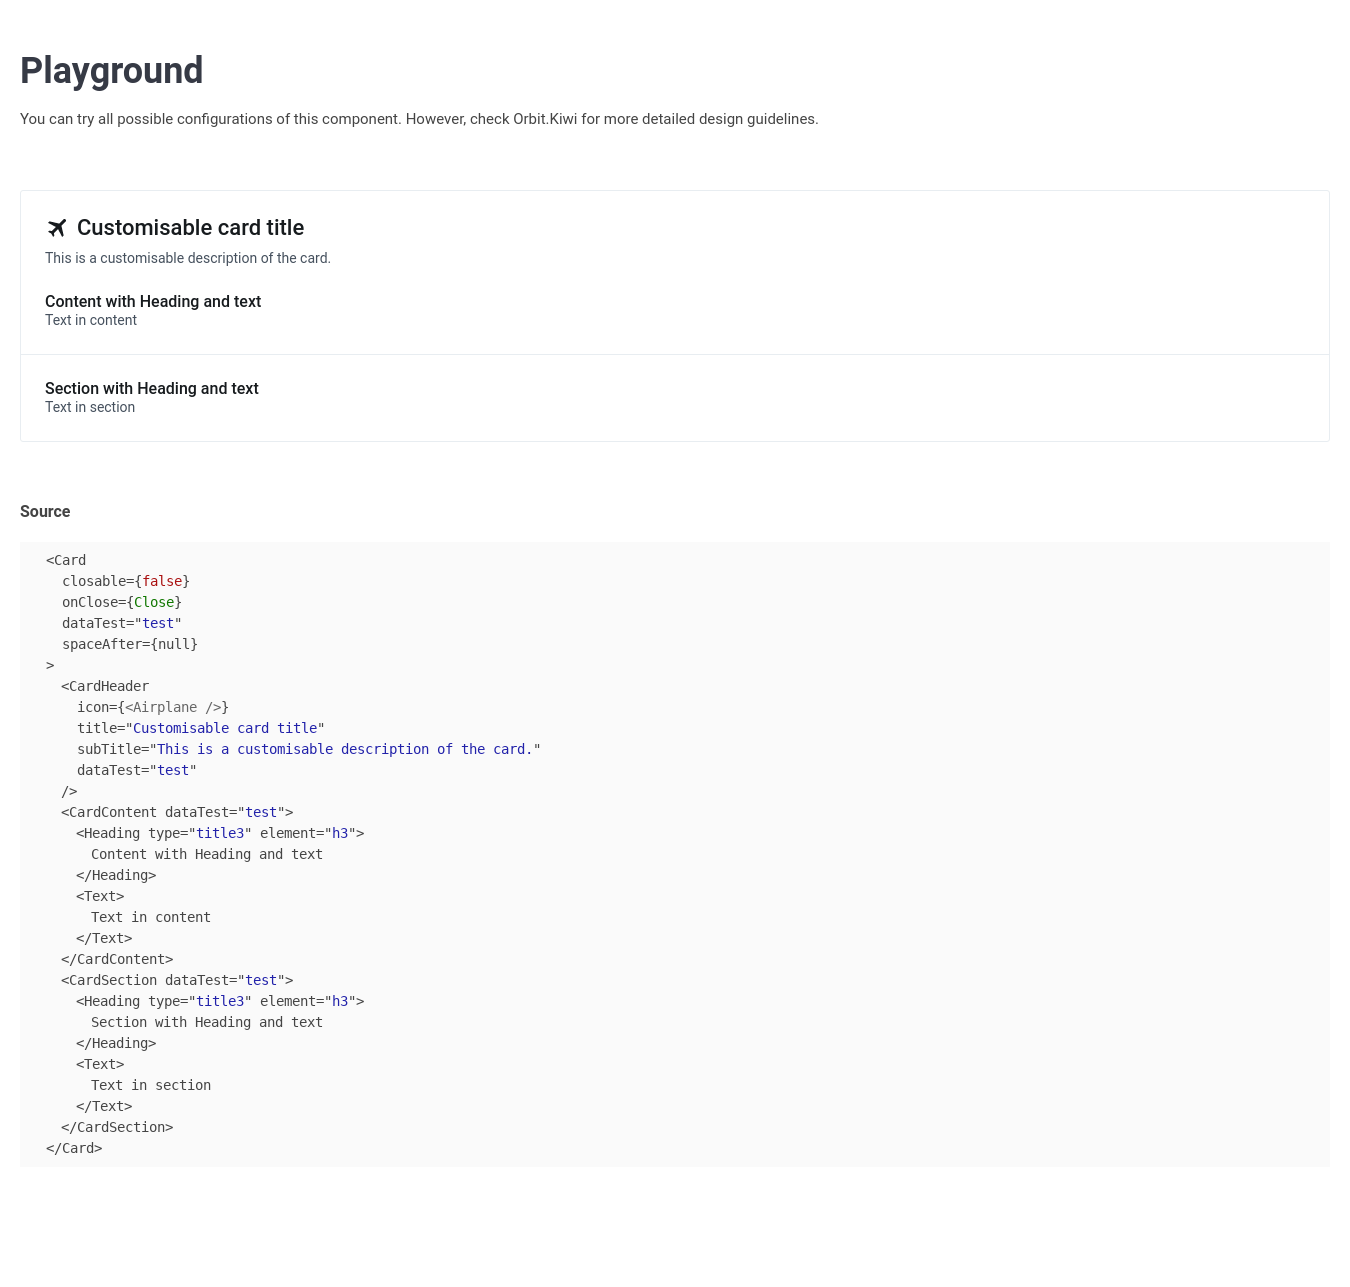 Playground
You can try all possible configurations of this component. However, check Orbit.Kiwi for more detailed design guidelines.
Customisable card title
This is a customisable description of the card.
Content with Heading and text
Text in content
Section with Heading and text
Text in section
Source
<Card
  closable={false}
  onClose={Close}
  dataTest="test"
  spaceAfter={null}
>
  <CardHeader
    icon={<Airplane />}
    title="Customisable card title"
    subTitle="This is a customisable description of the card."
    dataTest="test"
  />
  <CardContent dataTest="test">
    <Heading type="title3" element="h3">
      Content with Heading and text
    </Heading>
    <Text>
      Text in content
    </Text>
  </CardContent>
  <CardSection dataTest="test">
    <Heading type="title3" element="h3">
      Section with Heading and text
    </Heading>
    <Text>
      Text in section
    </Text>
  </CardSection>
</Card>